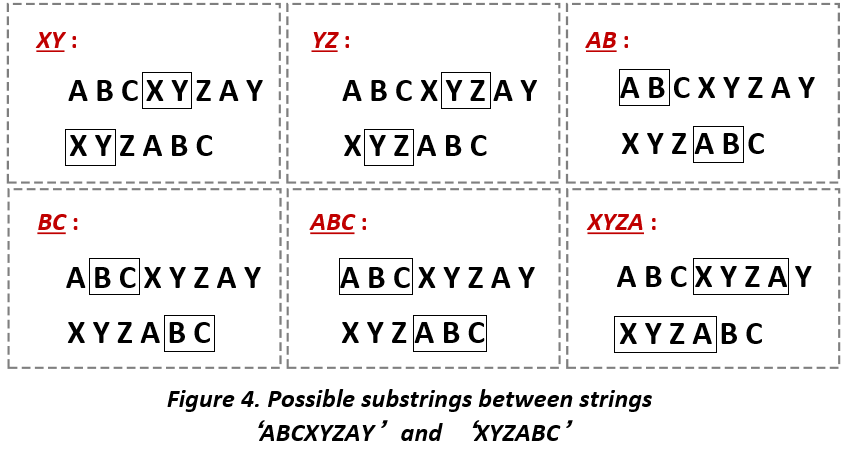 XY :
A B C X Y Z A Y
X Y Z A B C
YZ :
A B C X Y Z A Y
X Y Z A B C
AB :
A B C X Y Z A Y
X Y Z A B C
BC :
A B C X Y Z A Y
X Y Z A B C
ABC :
A B C X Y Z A Y
X Y Z A B C
XYZA :
A B C X Y Z A Y
X Y Z A B C
Figure 4. Possible substrings between strings
‘ABCXYZAY’ and ‘XYZABC’